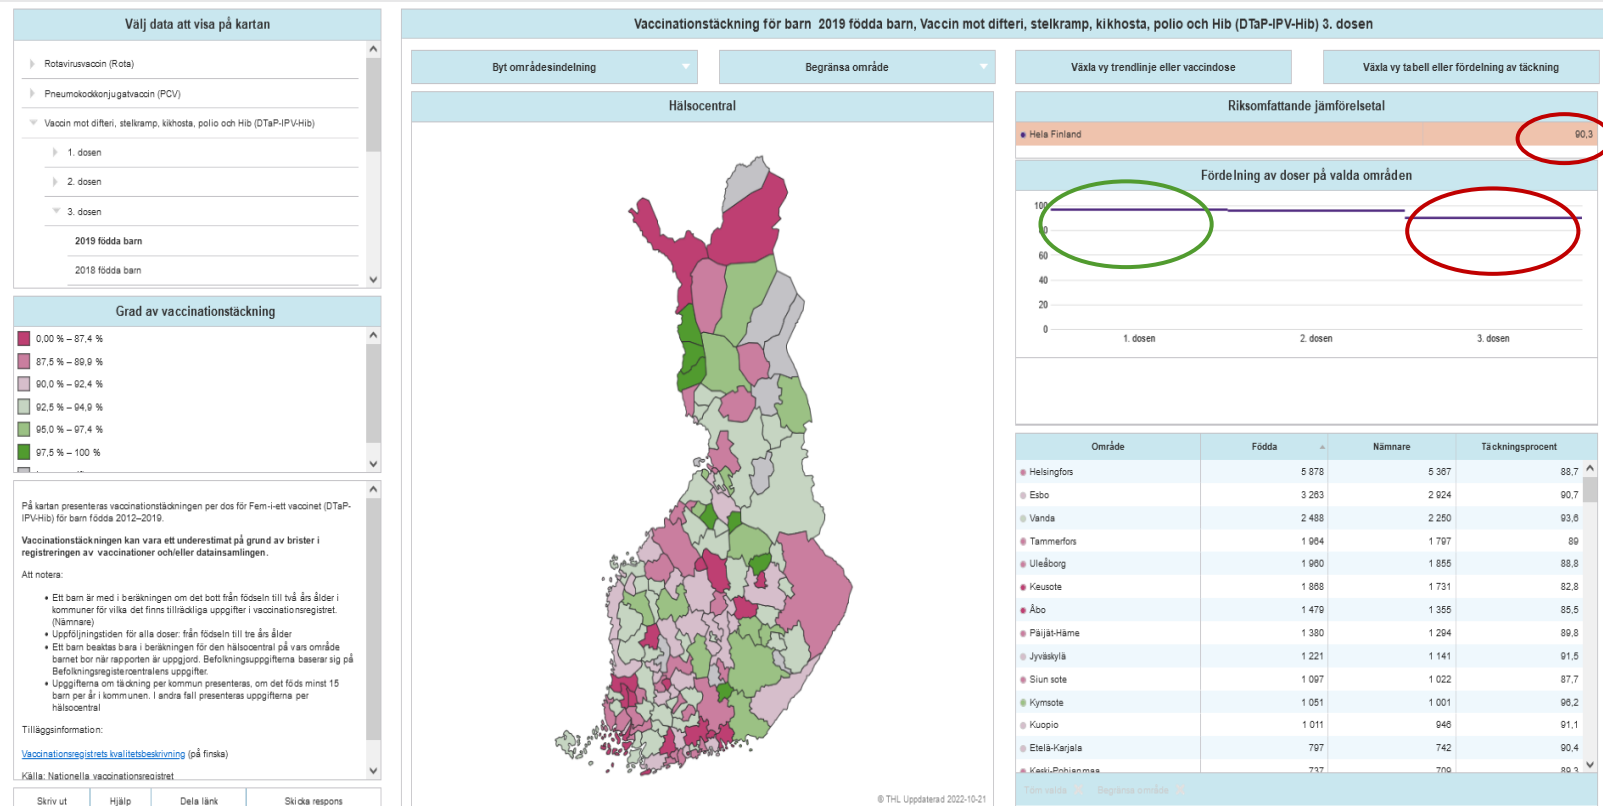 Välj data att visa på kartan
Rotavirusvaccin (Rota)
Pneumokockkonjugatvaccin (PCV)
Vaccin mot difteri, stelkramp, kikhosta, polio och Hib (DTaP-IPV-Hib)
1. dosen
2. dosen
3. dosen
2019 födda barn
2018 födda barn
Grad av vaccinationstäckning
0,00 % – 87,4 %
87,5 % – 89,9 %
90,0 % – 92,4 %
92,5 % – 94,9 %
95,0 % – 97,4 %
97,5 % – 100 %
På kartan presenteras vaccinationstäckningen per dos för Fem-i-ett vaccinet (DTaP-
IPV-Hib) för barn födda 2012–2019.
Vaccinationstäckningen kan vara ett underestimat på grund av brister i
registreringen av vaccinationer och/eller datainsamlingen.
Att notera:
• Ett barn är med i beräkningen om det bott från födseln till två års ålder i
kommuner för vilka det finns tillräckliga uppgifter i vaccinationsregistret.
(Nämnare)
• Uppföljningstiden för alla doser: från födseln till tre års ålder
• Ett barn beaktas bara i beräkningen för den hälsocentral på vars område
barnet bor när rapporten är uppgjord. Befolkningsuppgifterna baserar sig på
Befolkningsregistercentralens uppgifter.
• Uppgifterna om täckning per kommun presenteras, om det föds minst 15
barn per år i kommunen. I andra fall presenteras uppgifterna per
hälsocentral
Tilläggsinformation:
Vaccinationsregistrets kvalitetsbeskrivning (på finska)
Källa: Nationella vaccinationsregistret
Skriv ut Hjälp Dela länk Skicka respons
Vaccinationstäckning för barn 2019 födda barn, Vaccin mot difteri, stelkramp, kikhosta, polio och Hib (DTaP-IPV-Hib) 3. dosen
Byt områdesindelning
Begränsa område
Växla vy trendlinje eller vaccindose
Växla vy tabell eller fördelning av täckning
Hälsocentral
© THL Uppdaterad 2022-10-21
Riksomfattande jämförelsetal
Hela Finland 90,3
Fördelning av doser på valda områden
100
80
60
40
20
0
1. dosen 2. dosen 3. dosen
Område Födda Nämnare Täckningsprocent
Helsingfors 5 878 5 367 88,7
Esbo 3 263 2 924 90,7
Vanda 2 488 2 250 93,6
Tammerfors 1 964 1 797 89
Uleåborg 1 960 1 855 88,8
Keusote 1 868 1 731 82,8
Åbo 1 479 1 355 85,5
Päijät-Häme 1 380 1 294 89,8
Jyväskylä 1 221 1 141 91,5
Siun sote 1 097 1 022 87,7
Kymsote 1 051 1 001 96,2
Kuopio 1 011 946 91,1
Etelä-Karjala 797 742 90,4
Keski-Pohjanmaa 737 709 89,3
Töm valda Begränsa område